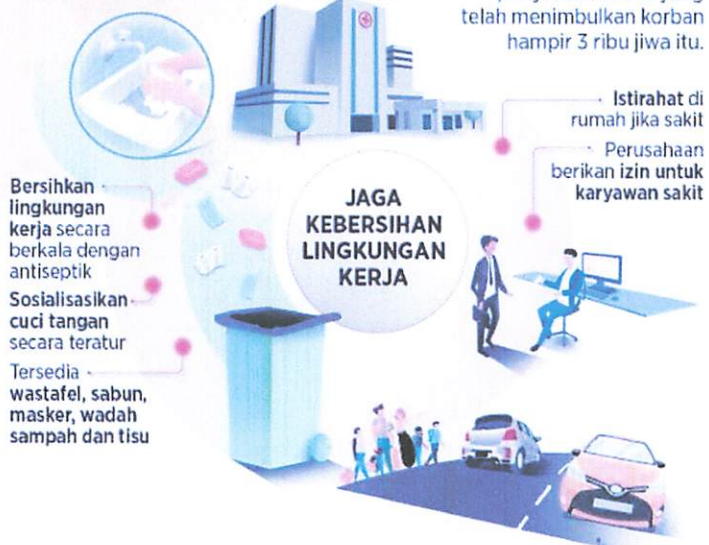 telah menimbulkan korban
hampir 3 ribu jiwa itu.
Istirahat di
rumah jika sakit
Perusahaan
berikan izin untuk
karyawan sakit
JAGA
KEBERSIHAN
LINGKUNGAN
KERJA
Bersihkan
lingkungan
kerja secara
berkala dengan
antiseptik
Sosialisasikan
cuci tangan
secara teratur
Tersedia
wastafel, sabun,
masker, wadah
sampah dan tisu